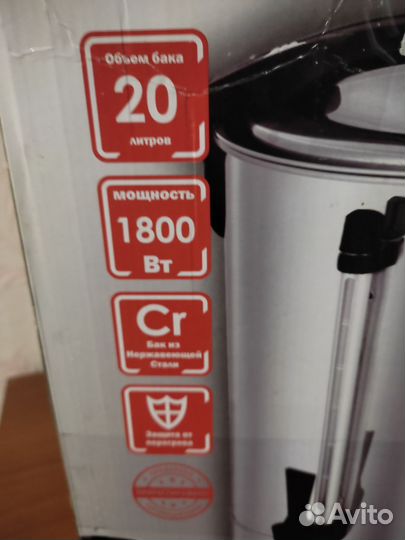 Объем бака
20
литров
мощность
1800
Вт
Cr
Бак из
Нержавеющей
Стали
Защита от
перегрева
Avito